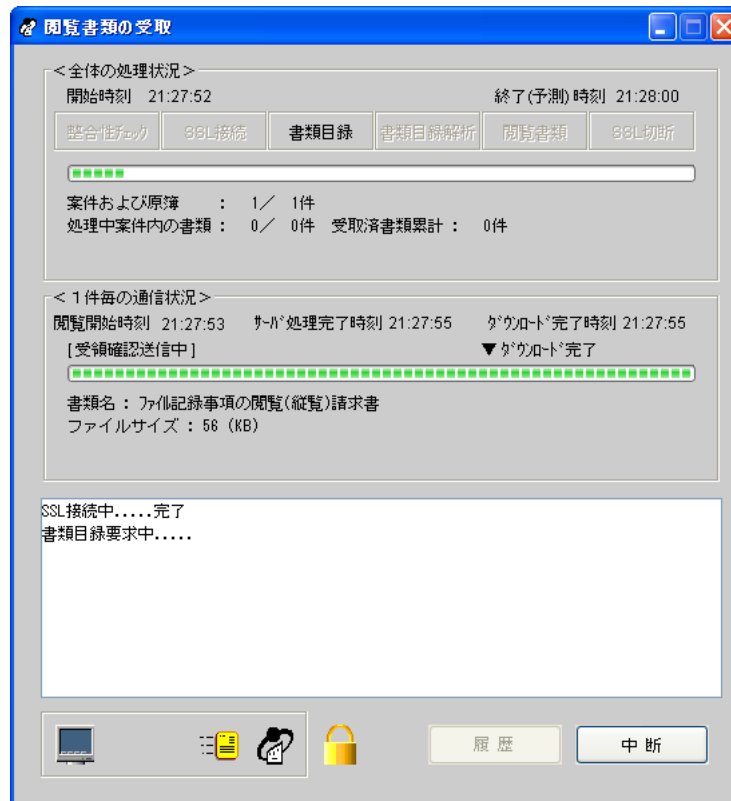 閲覧書類の受取
＜全体の処理状況＞
開始時刻 21:27:52 終了(予測)時刻 21:28:00
整合性ﾁｪｯｸ SSL接続 書類目録 書類目録解析 閲覧書類 SSL切断
案件および原簿 ： 1／ 1件
処理中案件内の書類： 0／ 0件 受取済書類累計： 0件
＜１件毎の通信状況＞
閲覧開始時刻 21:27:53 ｻｰﾊﾞ処理完了時刻 21:27:55 ﾀﾞｳﾝﾛｰﾄﾞ完了時刻 21:27:55
[受領確認送信中] ▼ﾀﾞｳﾝﾛｰﾄﾞ完了
書類名：ﾌｧｲﾙ記録事項の閲覧(縦覧)請求書
ファイルサイズ：56 (KB)
SSL接続中.....完了
書類目録要求中.....
履歴 中断